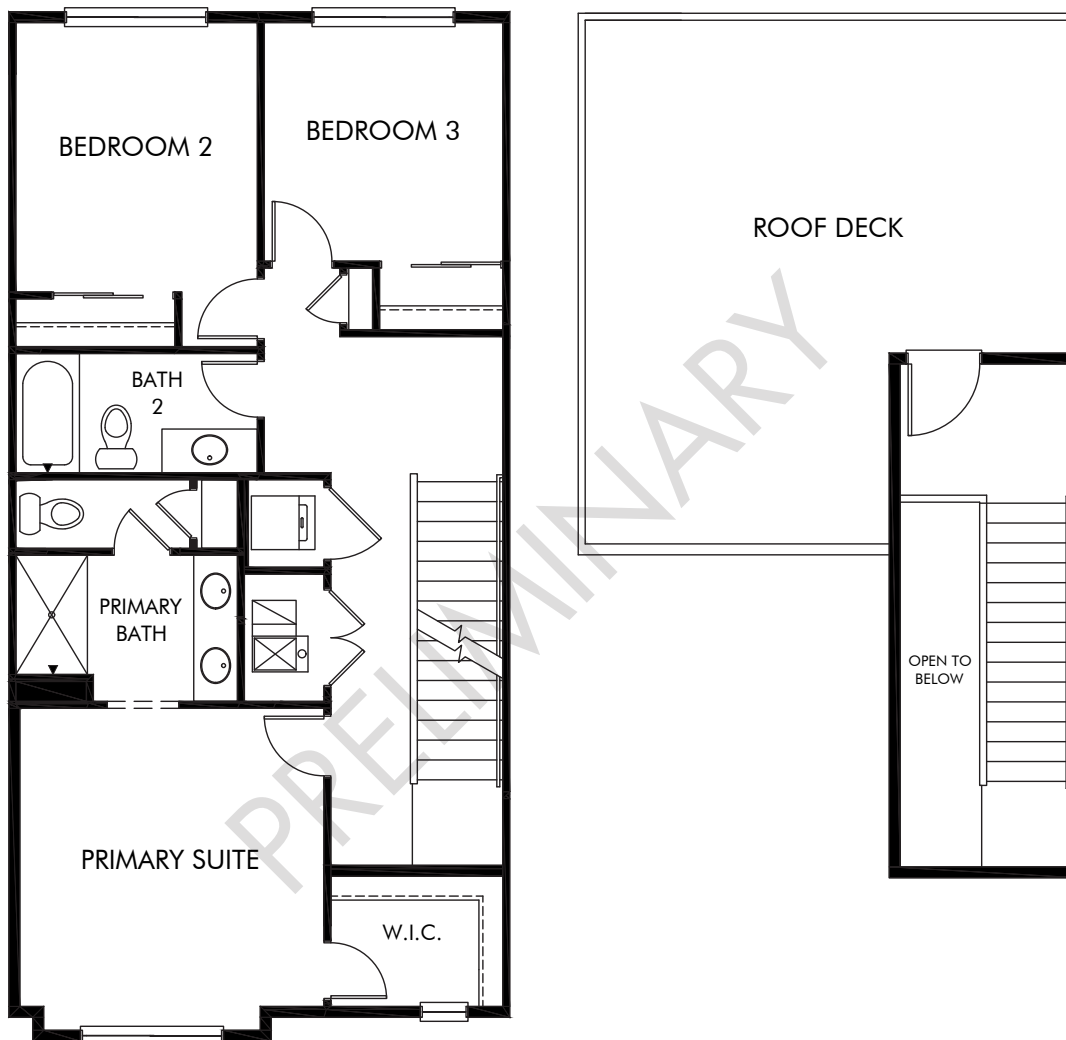 BEDROOM 2
BEDROOM 3
BATH
2
PRIMARY
BATH
PRIMARY SUITE
W.I.C.
ROOF DECK
OPEN TO
BELOW
PRELIMINARY